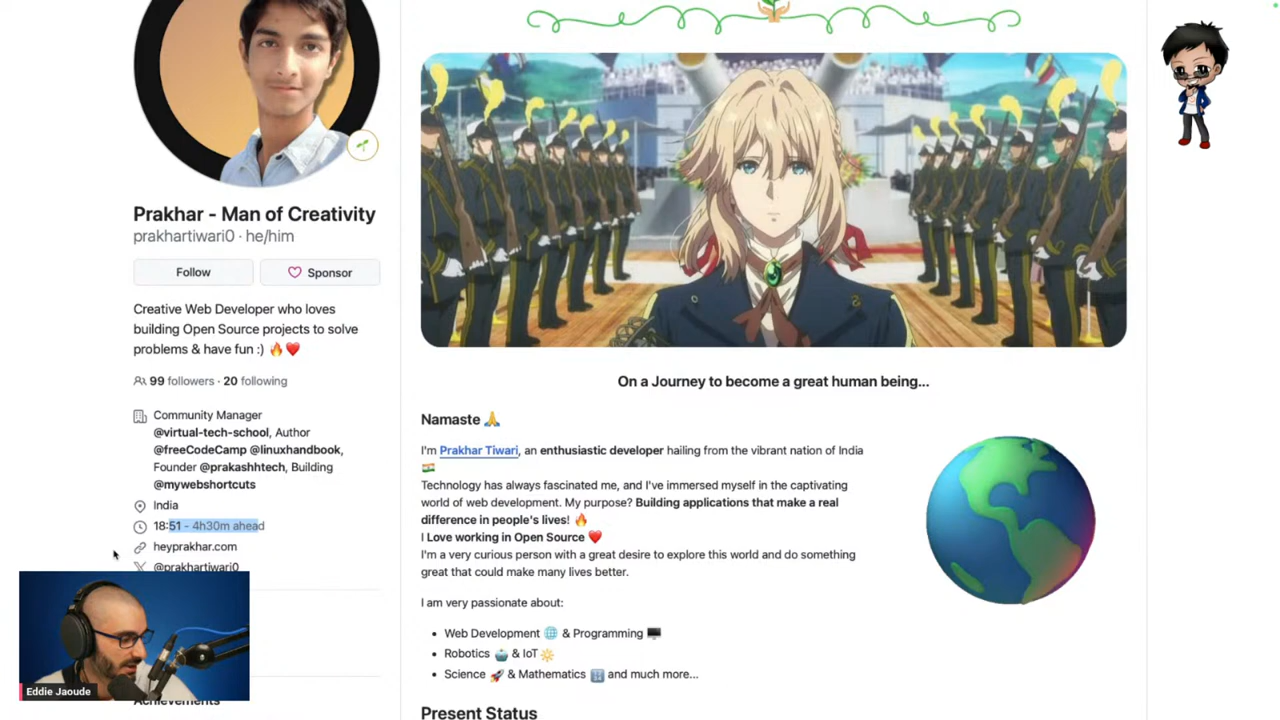 Prakhar - Man of Creativity
prakhartiwari0 · he/him
Follow
Sponsor
Creative Web Developer who loves
building Open Source projects to solve
problems & have fun :) 🔥❤️
99 followers · 20 following
Community Manager
@virtual-tech-school, Author
@freeCodeCamp @linuxhandbook,
Founder @prakashhtech, Building
@mywebshortcuts
India
18:51 - 4h30m ahead
heyprakhar.com
@prakhartiwari0
Eddie Jaoude
Achievements
On a Journey to become a great human being...
Namaste 🙏
I'm Prakhar Tiwari, an enthusiastic developer hailing from the vibrant nation of India
🇮🇳
Technology has always fascinated me, and I've immersed myself in the captivating
world of web development. My purpose? Building applications that make a real
difference in people's lives! 🔥
I Love working in Open Source ❤️
I'm a very curious person with a great desire to explore this world and do something
great that could make many lives better.
I am very passionate about:
• Web Development 🌐 & Programming 🖥️
• Robotics 🤖 & IoT🔆
• Science 🚀 & Mathematics 🔢 and much more...
Present Status